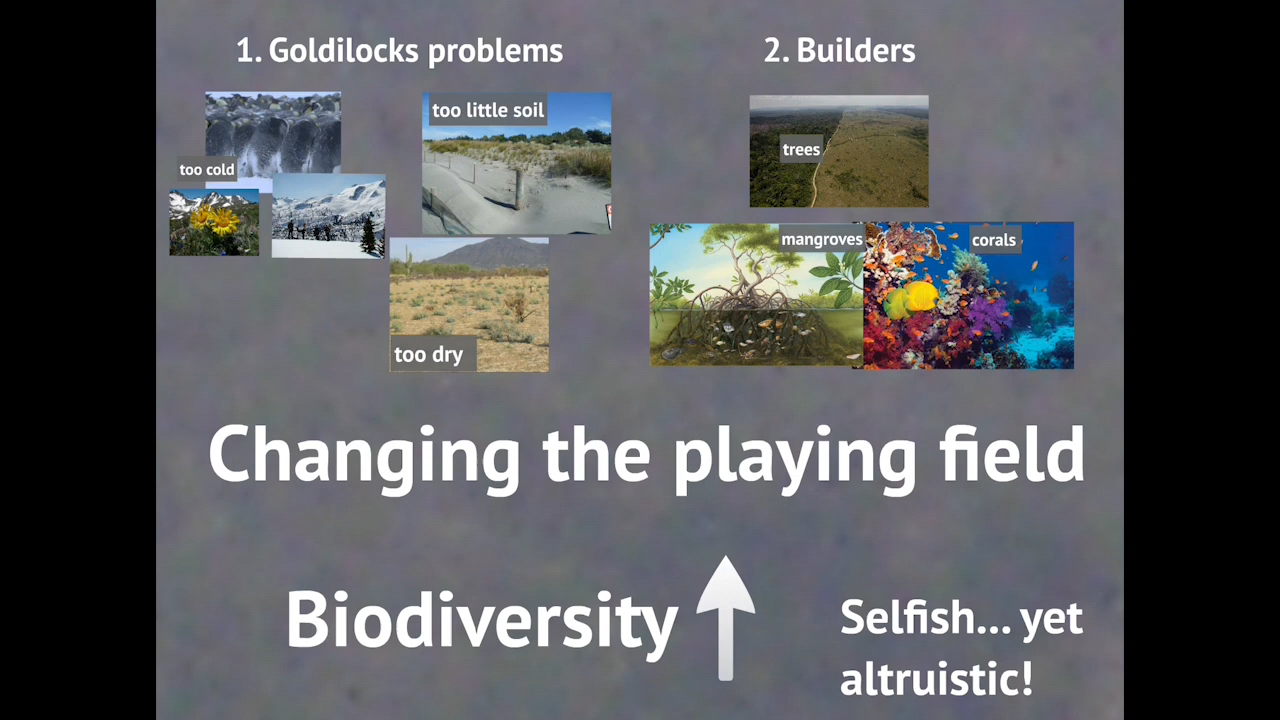 1. Goldilocks problems
too cold
too little soil
too dry
2. Builders
trees
mangroves
corals
Changing the playing field
Biodiversity
Selfish... yet
altruistic!